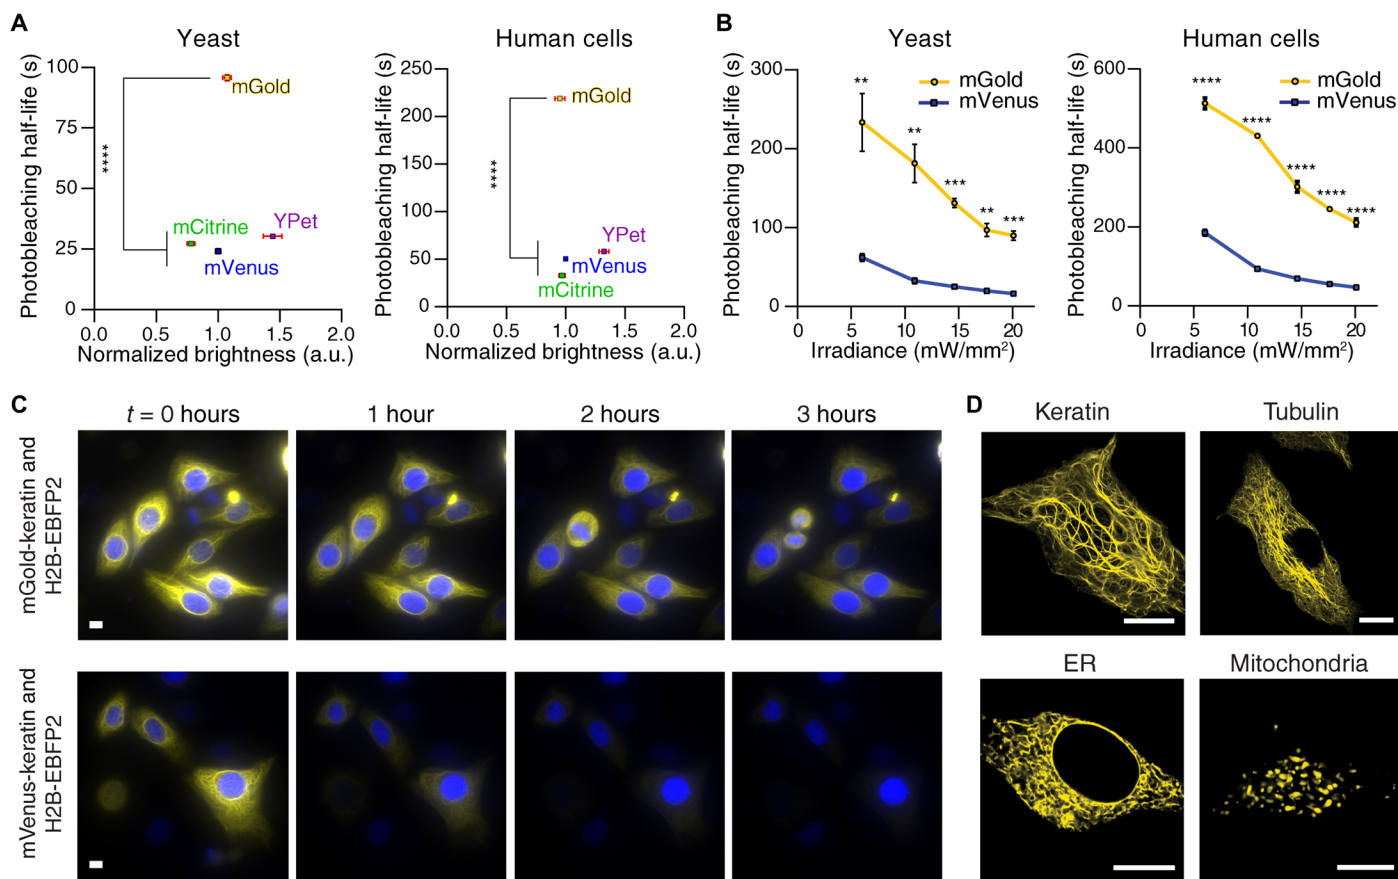 A
Yeast
Photobleaching half-life (s)
100
75
50
25
0
****
mGold
mCitrine
YPet
mVenus
0.0 0.5 1.0 1.5 2.0
Normalized brightness (a.u.)
Human cells
Photobleaching half-life (s)
250
200
150
100
50
0
****
mGold
YPet
mVenus
mCitrine
0.0 0.5 1.0 1.5 2.0
Normalized brightness (a.u.)
B
Yeast
Photobleaching half-life (s)
300
200
100
0
mGold
mVenus
**
**
***
**
***
0 5 10 15 20
Irradiance (mW/mm²)
Human cells
Photobleaching half-life (s)
600
400
200
0
mGold
mVenus
****
****
****
****
****
0 5 10 15 20
Irradiance (mW/mm²)
C
t = 0 hours
1 hour
2 hours
3 hours
mGold-keratin and
H2B-EBFP2
mVenus-keratin and
H2B-EBFP2
D
Keratin
Tubulin
ER
Mitochondria